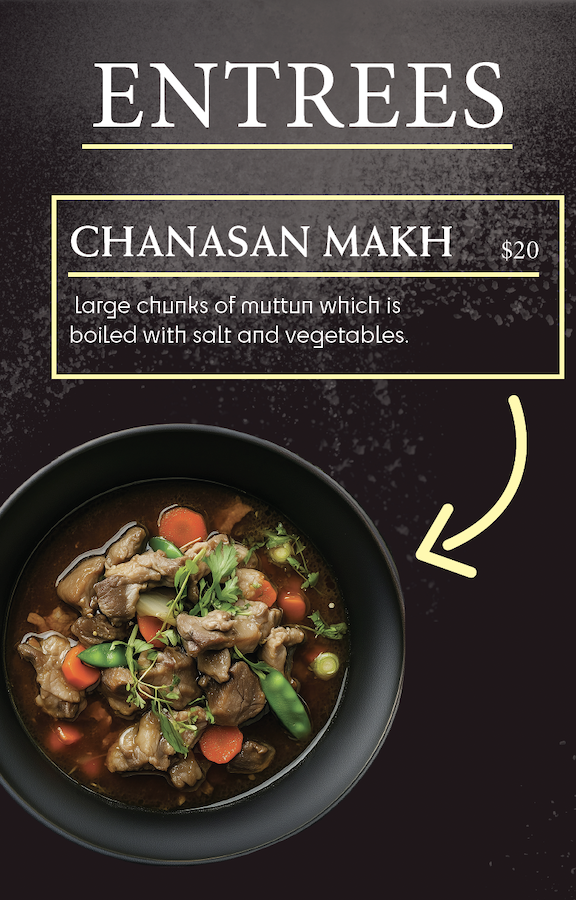 ENTREES
CHANASAN MAKH $20
Large chunks of muttun which is
boiled with salt and vegetables.